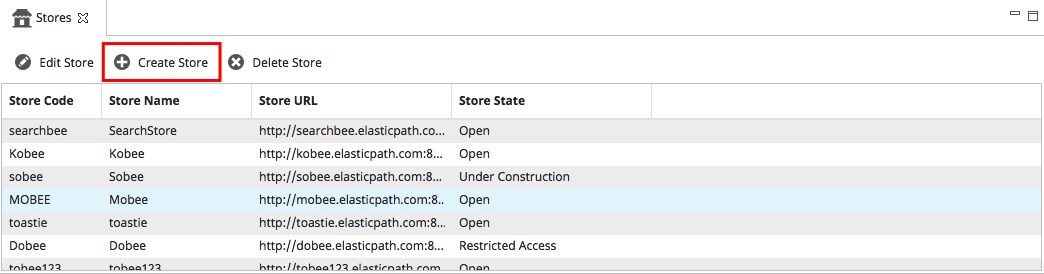 Stores
Edit Store Create Store Delete Store
Store Code Store Name Store URL Store State
searchbee SearchStore http://searchbee.elasticpath.co... Open
Kobee Kobee http://kobee.elasticpath.com:8... Open
sobee Sobee http://sobee.elasticpath.com:8... Under Construction
MOBEE Mobee http://mobee.elasticpath.com:8... Open
toastie toastie http://toastie.elasticpath.com:... Open
Dobee Dobee http://dobee.elasticpath.com:8... Restricted Access
tobee123 tobee123 http://tobee123.elasticpath.com... Open